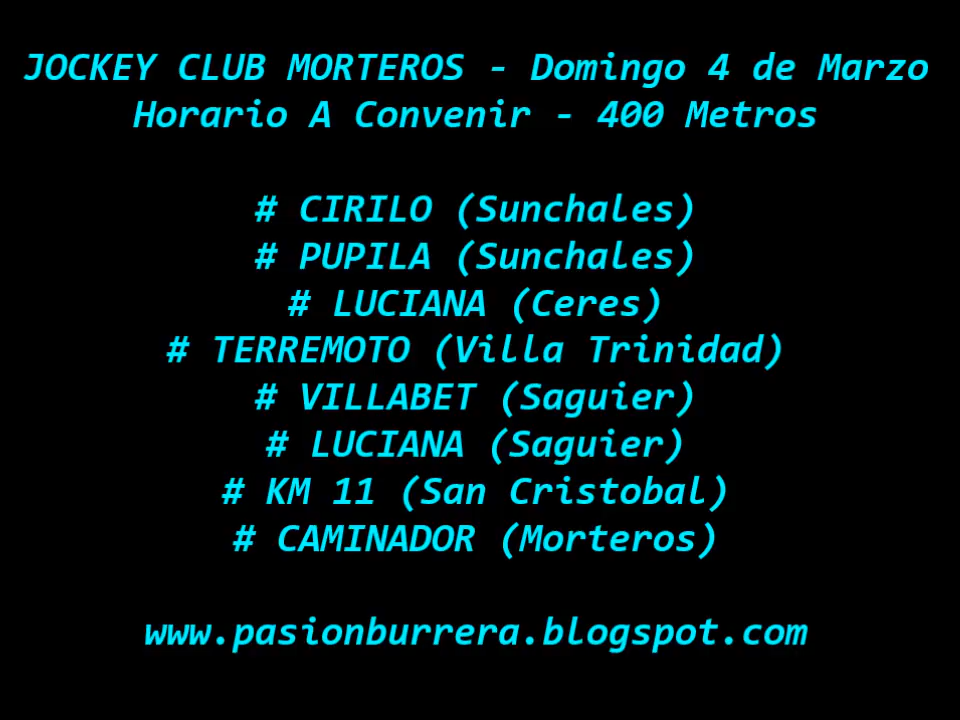 JOCKEY CLUB MORTEROS - Domingo 4 de Marzo
Horario A Convenir - 400 Metros
# CIRILO (Sunchales)
# PUPILA (Sunchales)
# LUCIANA (Ceres)
# TERREMOTO (Villa Trinidad)
# VILLABET (Saguier)
# LUCIANA (Saguier)
# KM 11 (San Cristobal)
# CAMINADOR (Morteros)
www.pasionburrera.blogspot.com